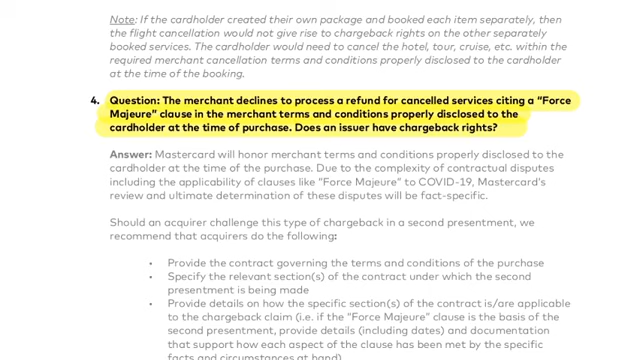 Note: If the cardholder created their own package and booked each item separately, then
the flight cancellation would not give rise to chargeback rights on the other separately
booked services. The cardholder would need to cancel the hotel, tour, cruise, etc. within the
required merchant cancellation terms and conditions properly disclosed to the cardholder
at the time of the booking.
4. Question: The merchant declines to process a refund for cancelled services citing a “Force
Majeure” clause in the merchant terms and conditions properly disclosed to the
cardholder at the time of purchase. Does an issuer have chargeback rights?
Answer: Mastercard will honor merchant terms and conditions properly disclosed to the
cardholder at the time of the purchase. Due to the complexity of contractual disputes
including the applicability of clauses like “Force Majeure” to COVID-19, Mastercard’s
review and ultimate determination of these disputes will be fact-specific.
Should an acquirer challenge this type of chargeback in a second presentment, we
recommend that acquirers do the following:
• Provide the contract governing the terms and conditions of the purchase
• Specify the relevant section(s) of the contract under which the second
presentment is being made
• Provide details on how the specific section(s) of the contract is/are applicable
to the chargeback claim (i.e. if the “Force Majeure” clause is the basis of the
second presentment, provide details (including dates) and documentation
that support how each aspect of the clause has been met by the specific
facts and circumstances at hand)